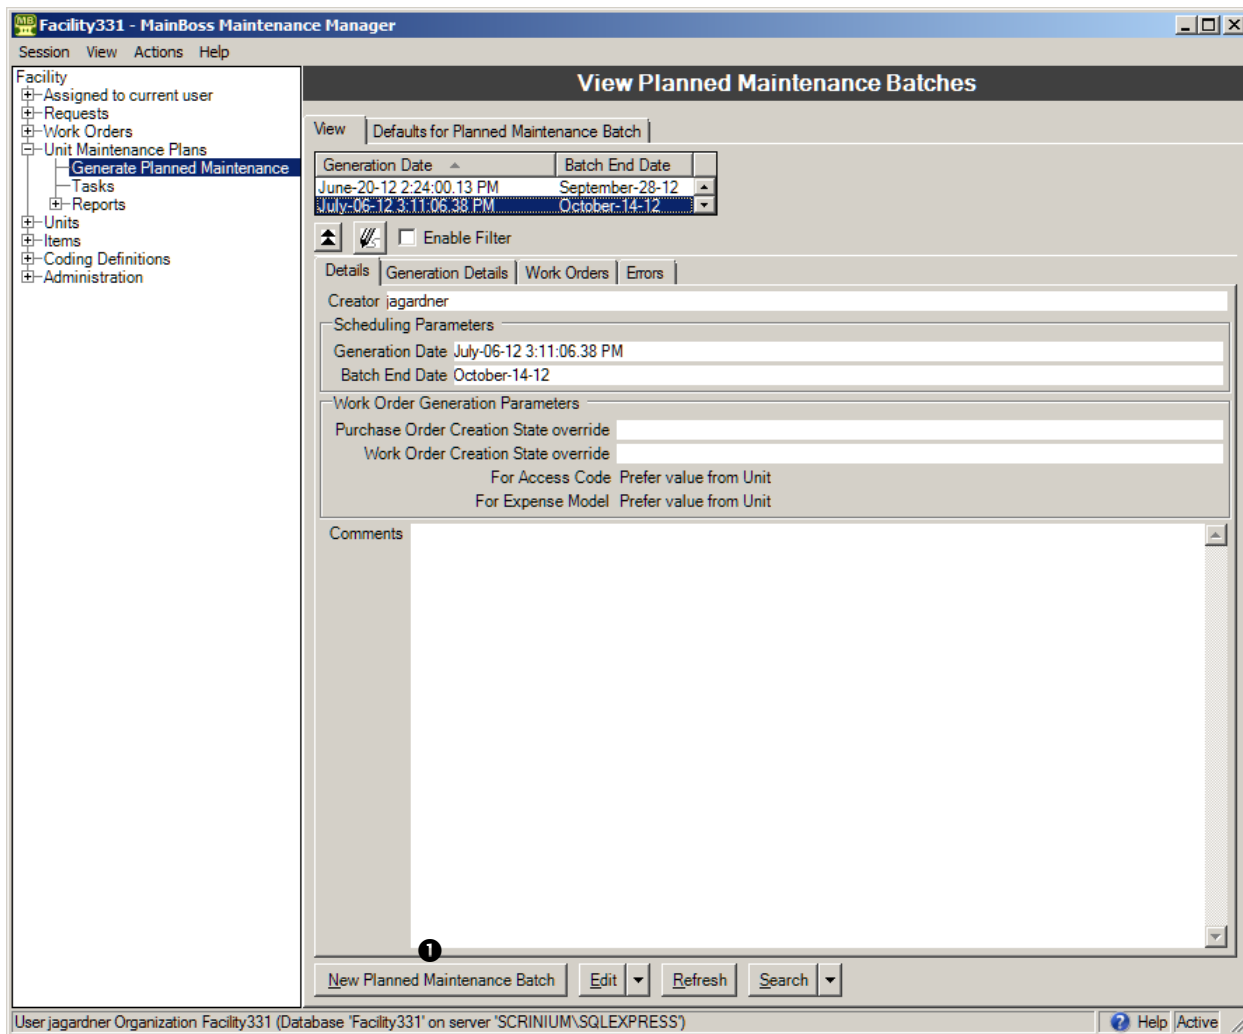 Facility331 - MainBoss Maintenance Manager
Session View Actions Help
Facility
Assigned to current user
Requests
Work Orders
Unit Maintenance Plans
Generate Planned Maintenance
Tasks
Reports
Units
Items
Coding Definitions
Administration
View Planned Maintenance Batches
View Defaults for Planned Maintenance Batch
Generation Date Batch End Date
June-20-12 2:24:00.13 PM September-28-12
July-06-12 3:11:06.38 PM October-14-12
Enable Filter
Details Generation Details Work Orders Errors
Creator jagardner
Scheduling Parameters
Generation Date July-06-12 3:11:06.38 PM
Batch End Date October-14-12
Work Order Generation Parameters
Purchase Order Creation State override
Work Order Creation State override
For Access Code Prefer value from Unit
For Expense Model Prefer value from Unit
Comments
1
New Planned Maintenance Batch Edit Refresh Search
User jagardner Organization Facility331 (Database 'Facility331' on server 'SCRINIUM\SQLEXPRESS') Help Active